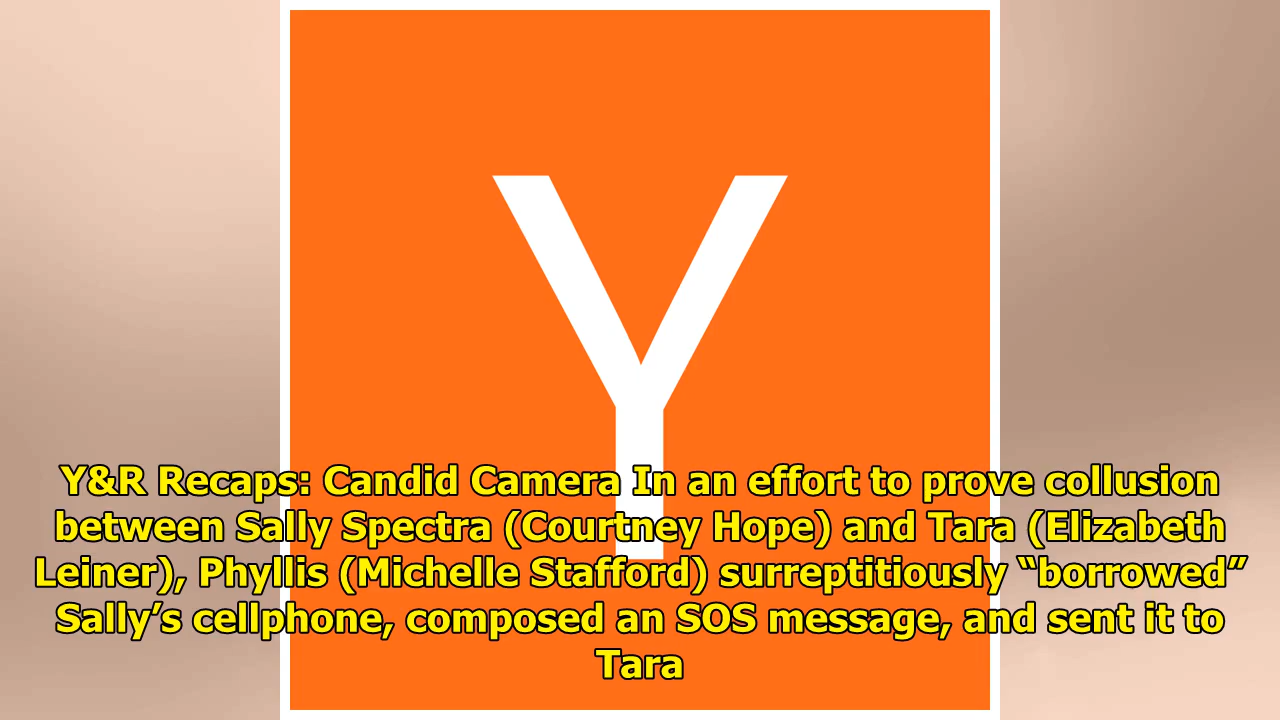 Y
Y&R Recaps: Candid Camera In an effort to prove collusion
between Sally Spectra (Courtney Hope) and Tara (Elizabeth
Leiner), Phyllis (Michelle Stafford) surreptitiously “borrowed”
Sally’s cellphone, composed an SOS message, and sent it to
Tara